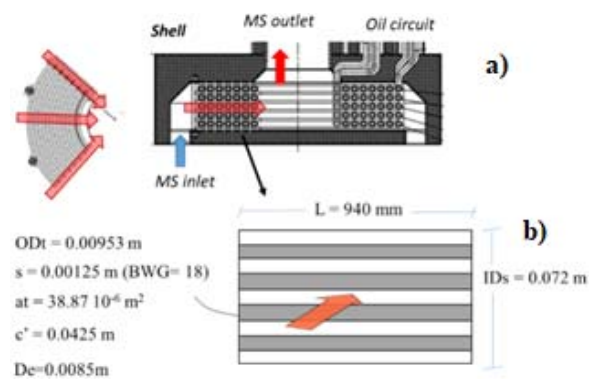 MS outlet
Oil circuit
Shell
a)
MS inlet
L = 940 mm
b)
ODt = 0.00953 m
s = 0.00125 m (BWG= 18)
IDs = 0.072 m
at = 38.87 10⁻⁶ m²
c' = 0.0425 m
De=0.0085m